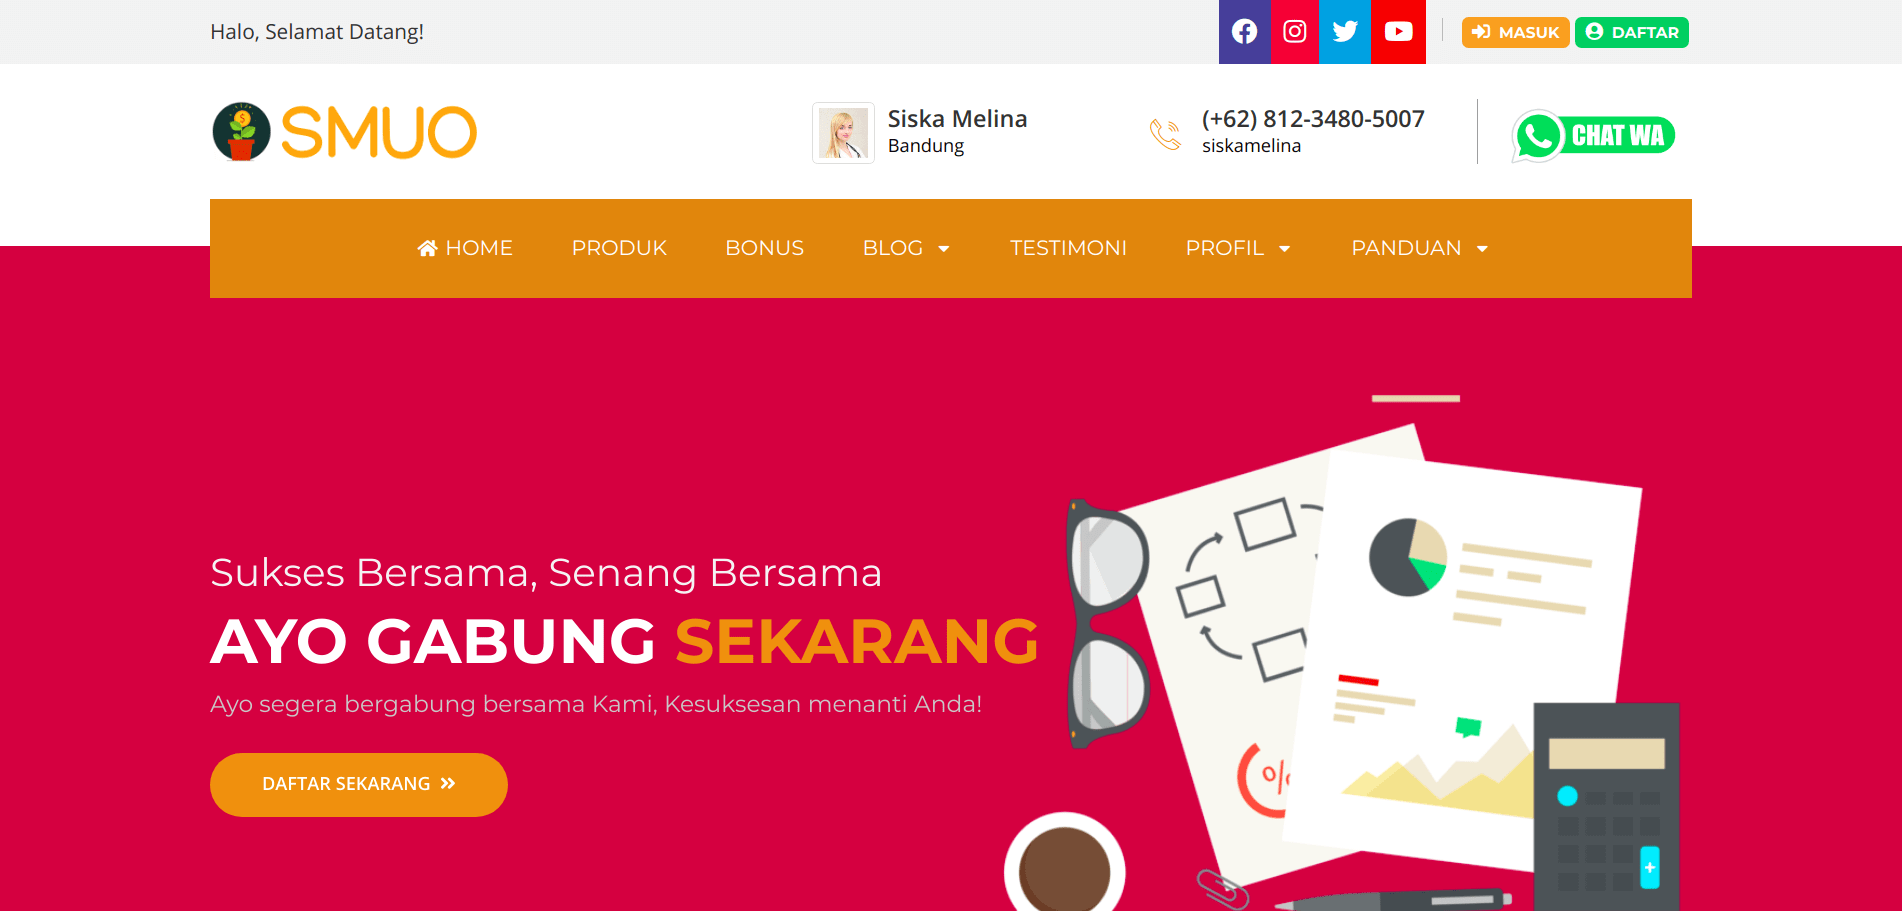 Halo, Selamat Datang!
MASUK
DAFTAR
SMUO
Siska Melina
Bandung
(+62) 812-3480-5007
siskamelina
CHAT WA
HOME PRODUK BONUS BLOG TESTIMONI PROFIL PANDUAN
Sukses Bersama, Senang Bersama
AYO GABUNG SEKARANG
Ayo segera bergabung bersama Kami, Kesuksesan menanti Anda!
DAFTAR SEKARANG »
$
%
+